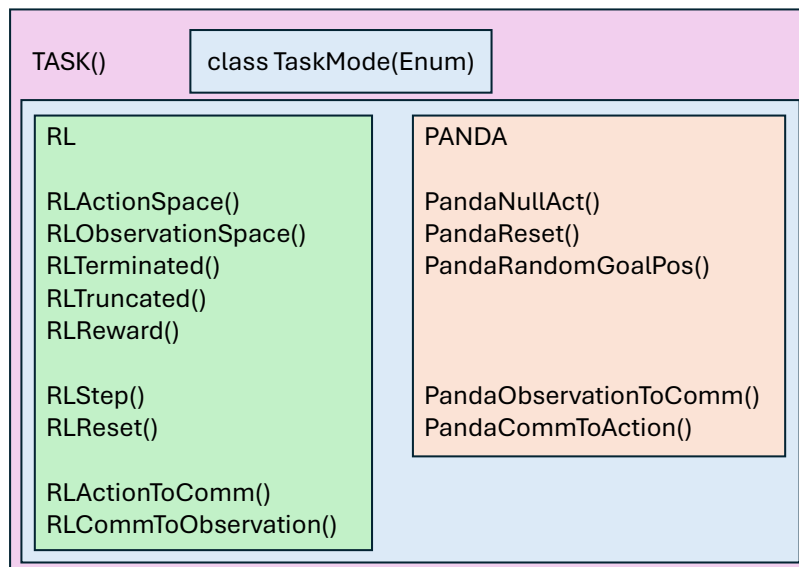 TASK()
class TaskMode(Enum)
RL
RLActionSpace()
RLObservationSpace()
RLTerminated()
RLTruncated()
RLReward()
RLStep()
RLReset()
RLActionToComm()
RLCommToObservation()
PANDA
PandaNullAct()
PandaReset()
PandaRandomGoalPos()
PandaObservationToComm()
PandaCommToAction()